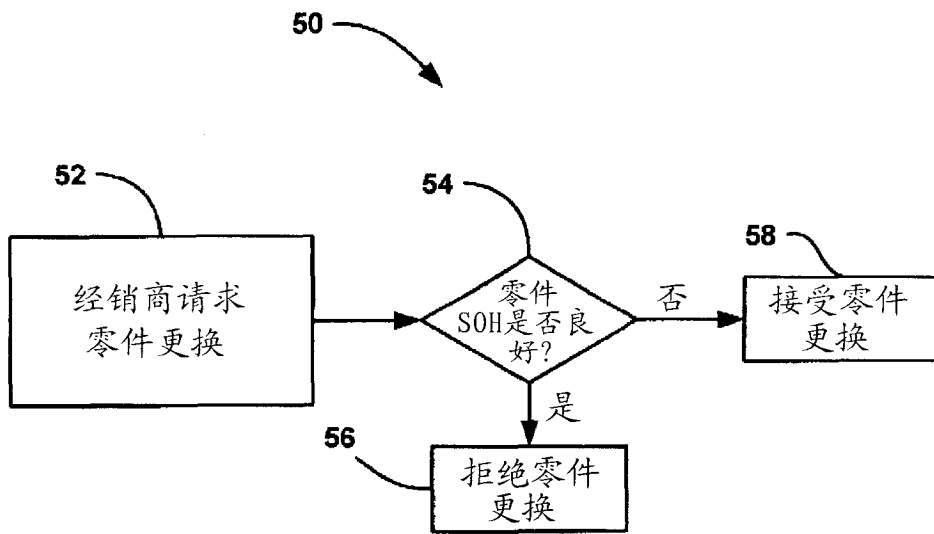 50
52
经销商请求
零件更换
54
零件
SOH是否良
好?
否
58
接受零件
更换
是
56
拒绝零件
更换